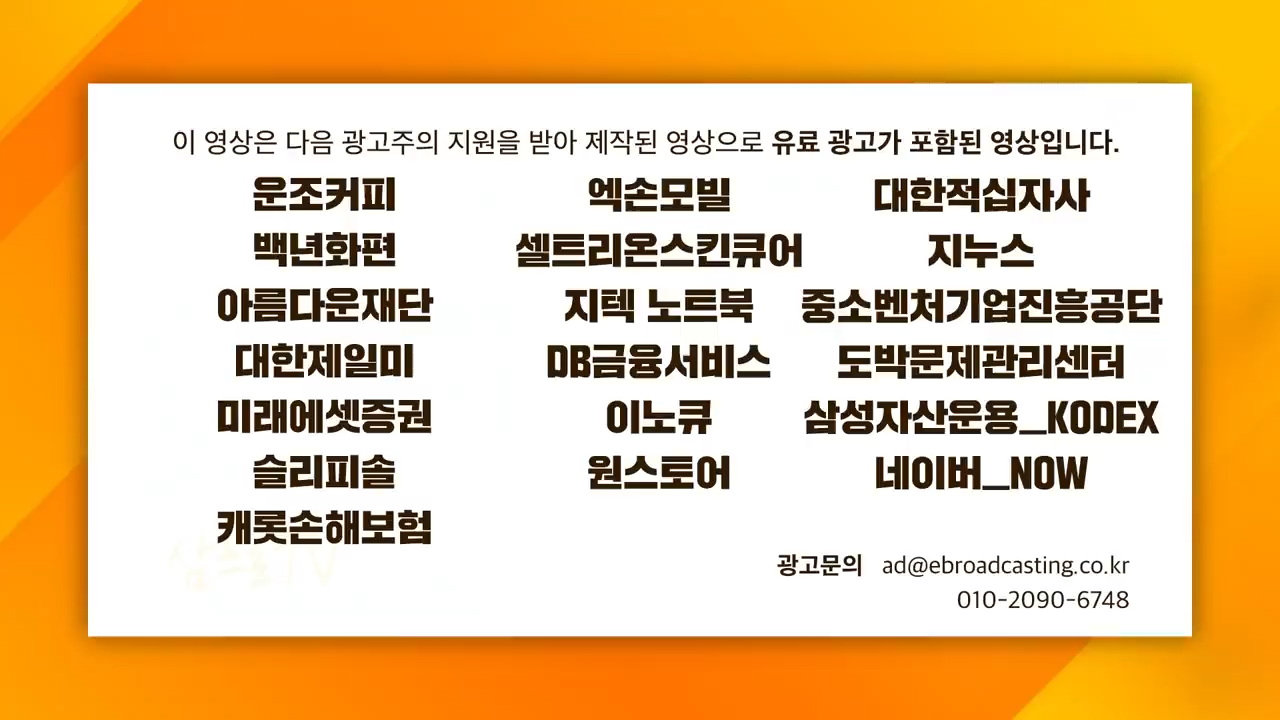 이 영상은 다음 광고주의 지원을 받아 제작된 영상으로 유료 광고가 포함된 영상입니다.
운조커피 엑손모빌 대한적십자사
백년화편 셀트리온스킨큐어 지누스
아름다운재단 지텍 노트북 중소벤처기업진흥공단
대한제일미 DB금융서비스 도박문제관리센터
미래에셋증권 이노큐 삼성자산운용_KODEX
슬리피솔 원스토어 네이버_NOW
캐롯손해보험
삼프로TV
광고문의 ad@ebroadcasting.co.kr
010-2090-6748